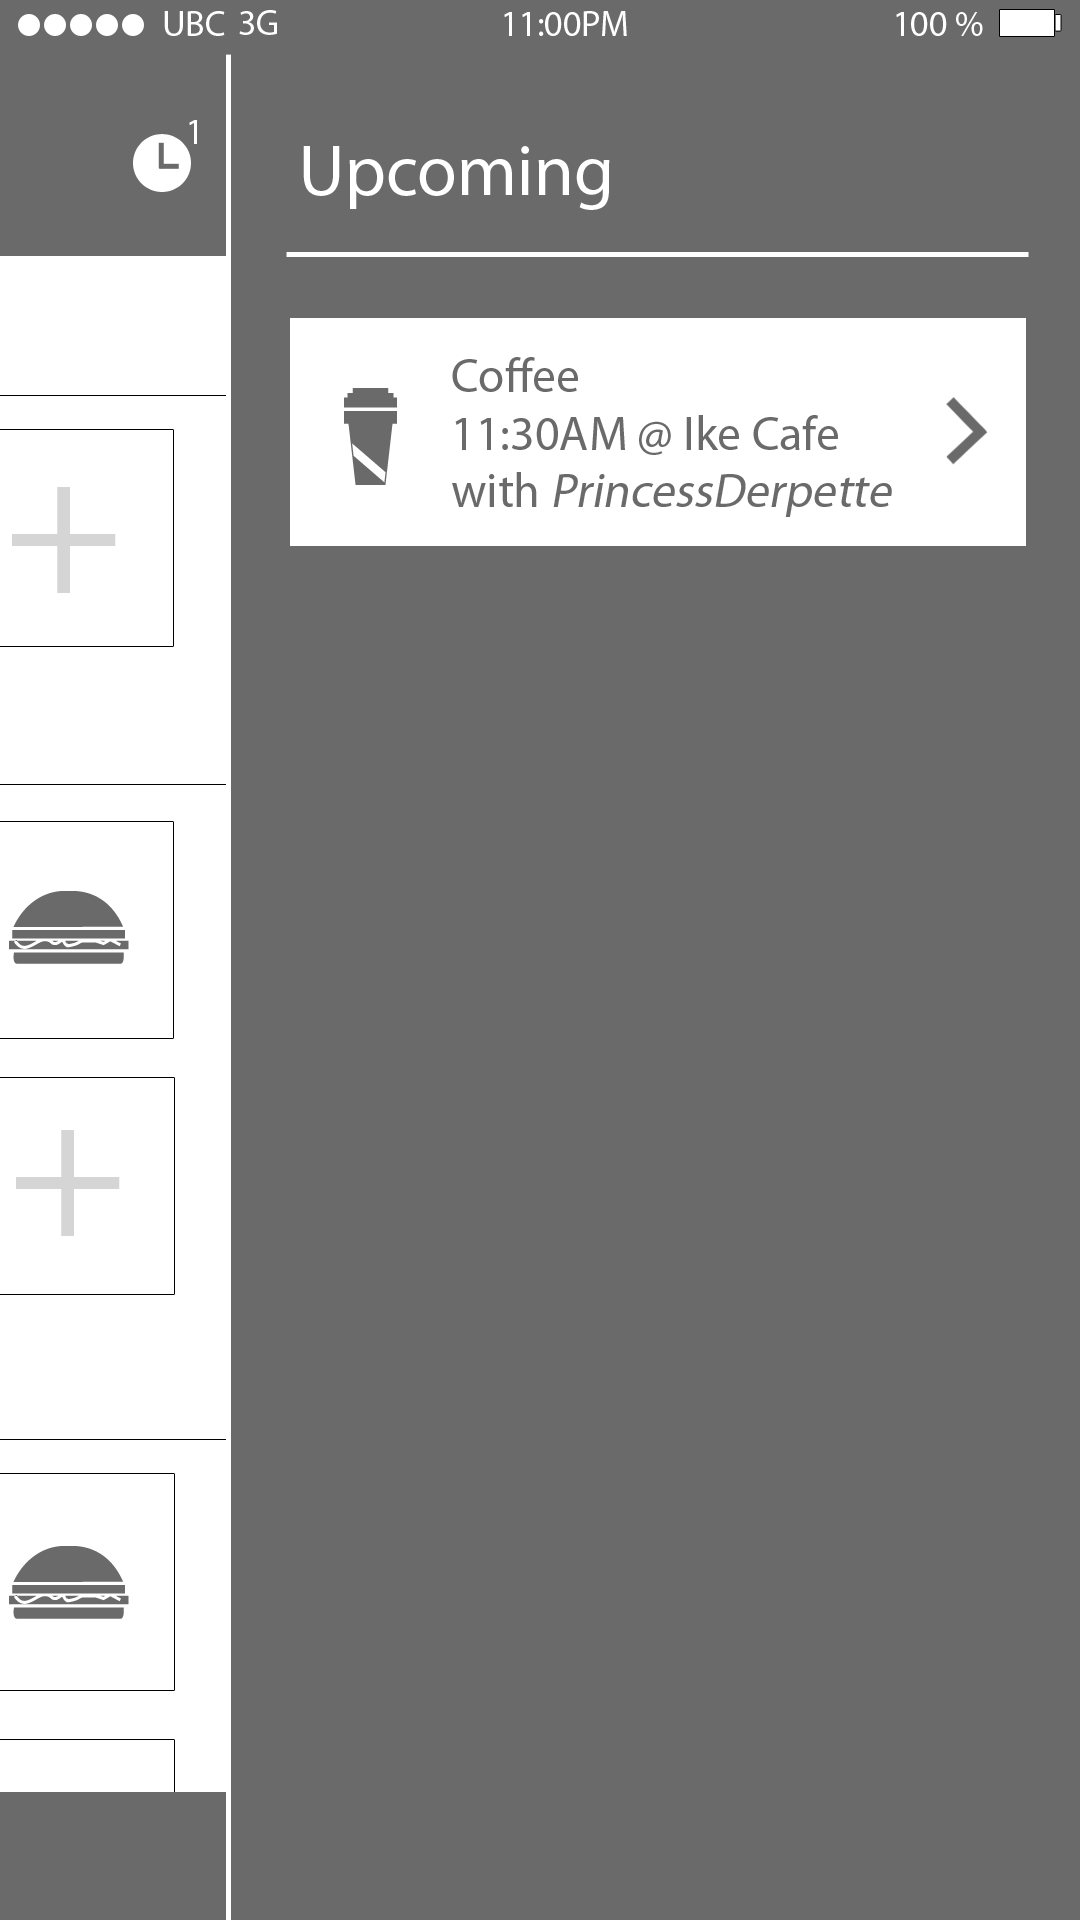 UBC 3G 11:00PM 100 %
1
Upcoming
Coffee
11:30AM @ Ike Cafe
with PrincessDerpette